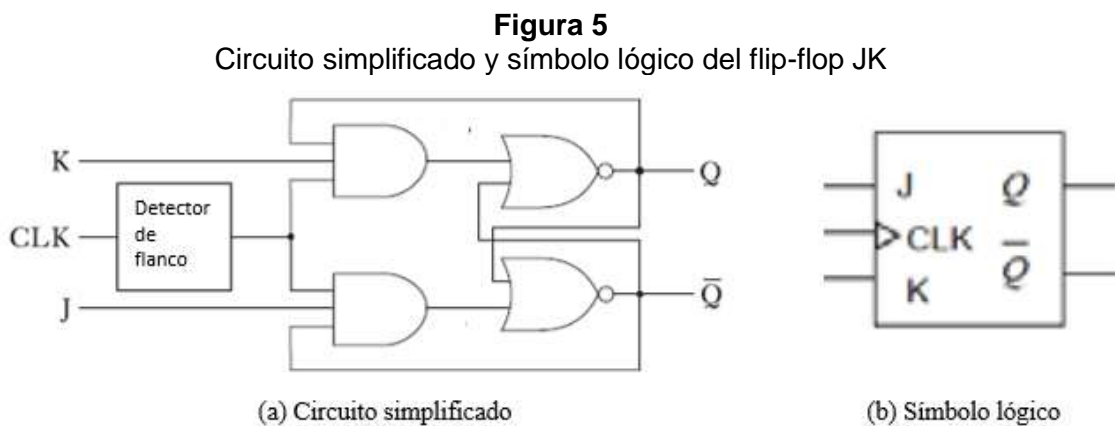 Figura 5
Circuito simplificado y símbolo lógico del flip-flop JK
K
Detector
de
flanco
CLK
J
Q
Q̅
J
Q
CLK
K
Q̅
(a) Circuito simplificado
(b) Símbolo lógico